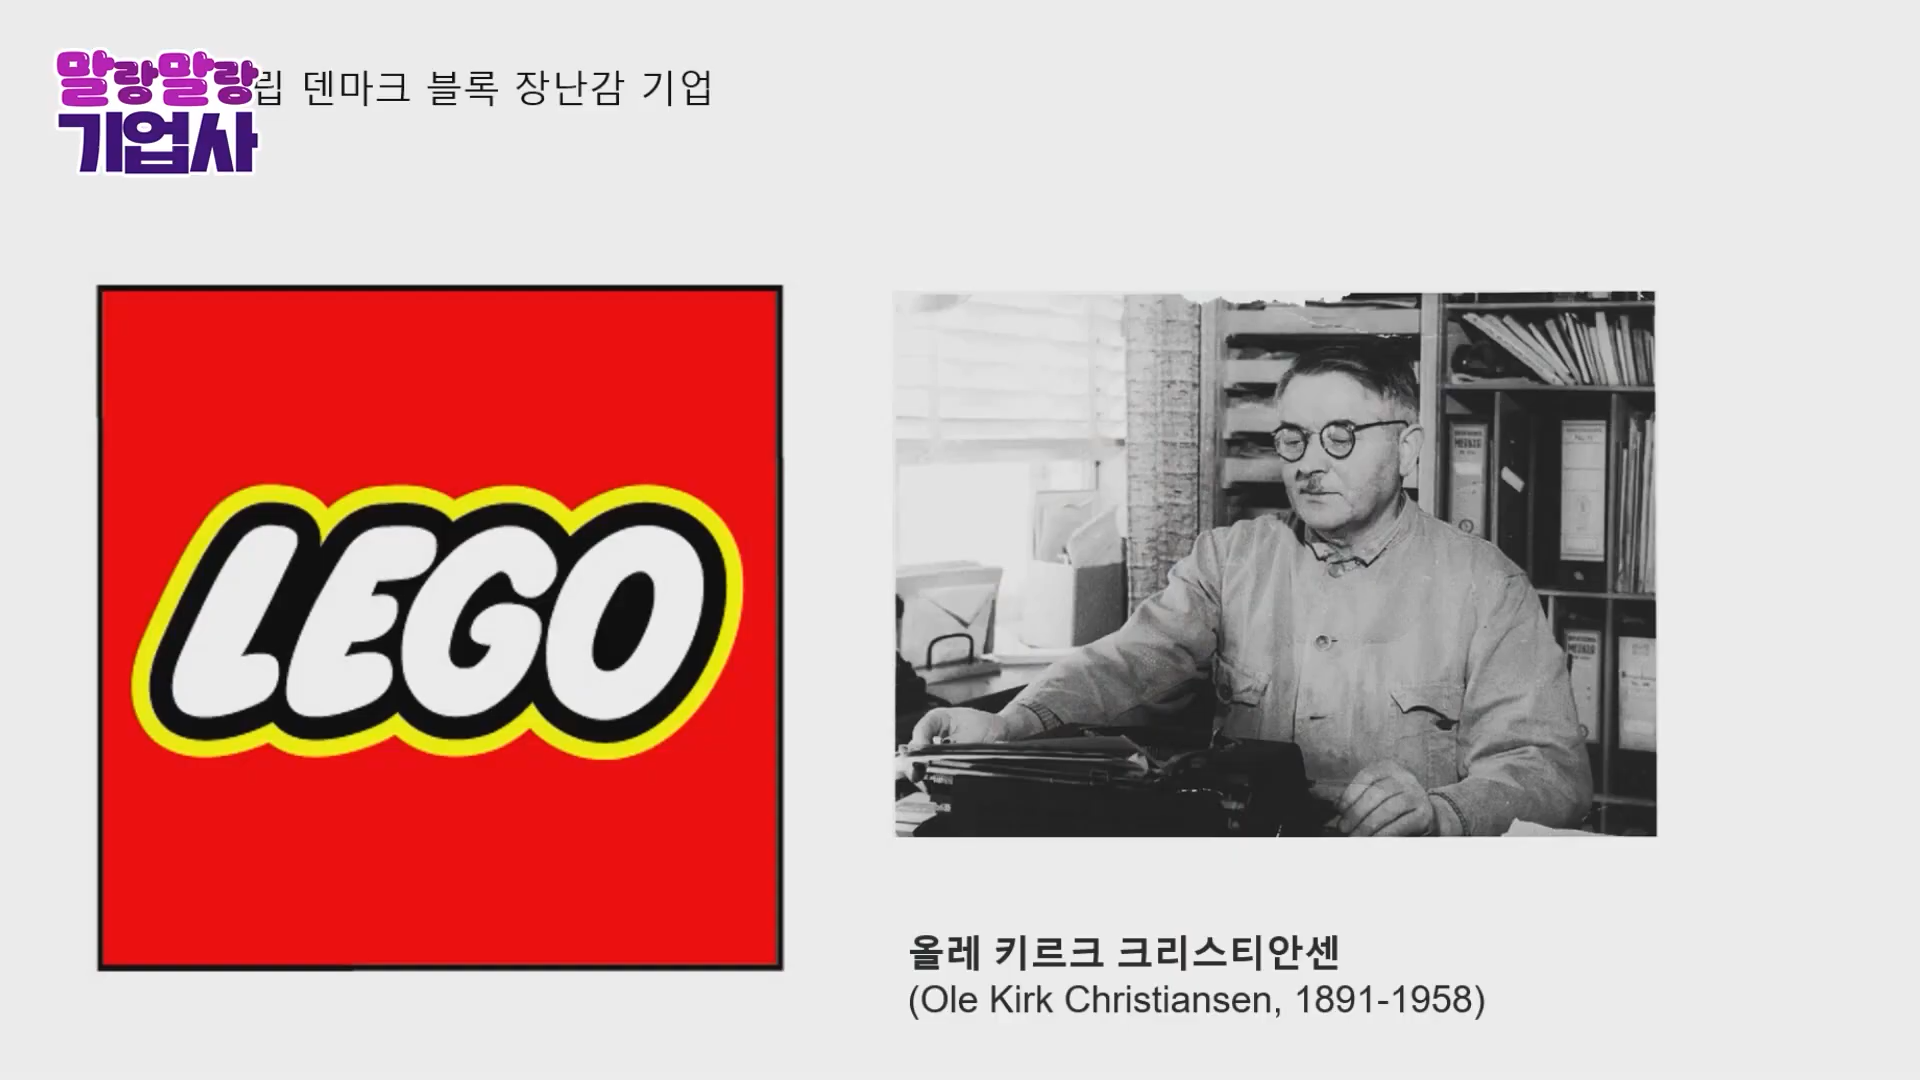 말랑말랑
기업사
립 덴마크 블록 장난감 기업
LEGO
올레 키르크 크리스티안센
(Ole Kirk Christiansen, 1891-1958)